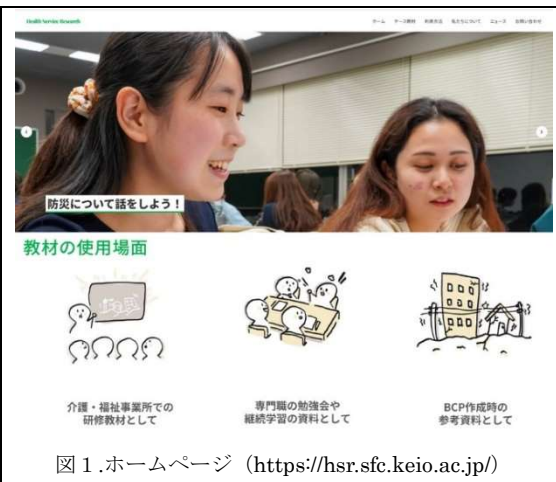 Health Service Research
ホーム ケース教材 利用方法 私たちについて ニュース お問い合わせ
防災について話をしよう！
教材の使用場面
介護・福祉事業所での
研修教材として
専門職の勉強会や
継続学習の資料として
BCP作成時の
参考資料として
図１.ホームページ（https://hsr.sfc.keio.ac.jp/）